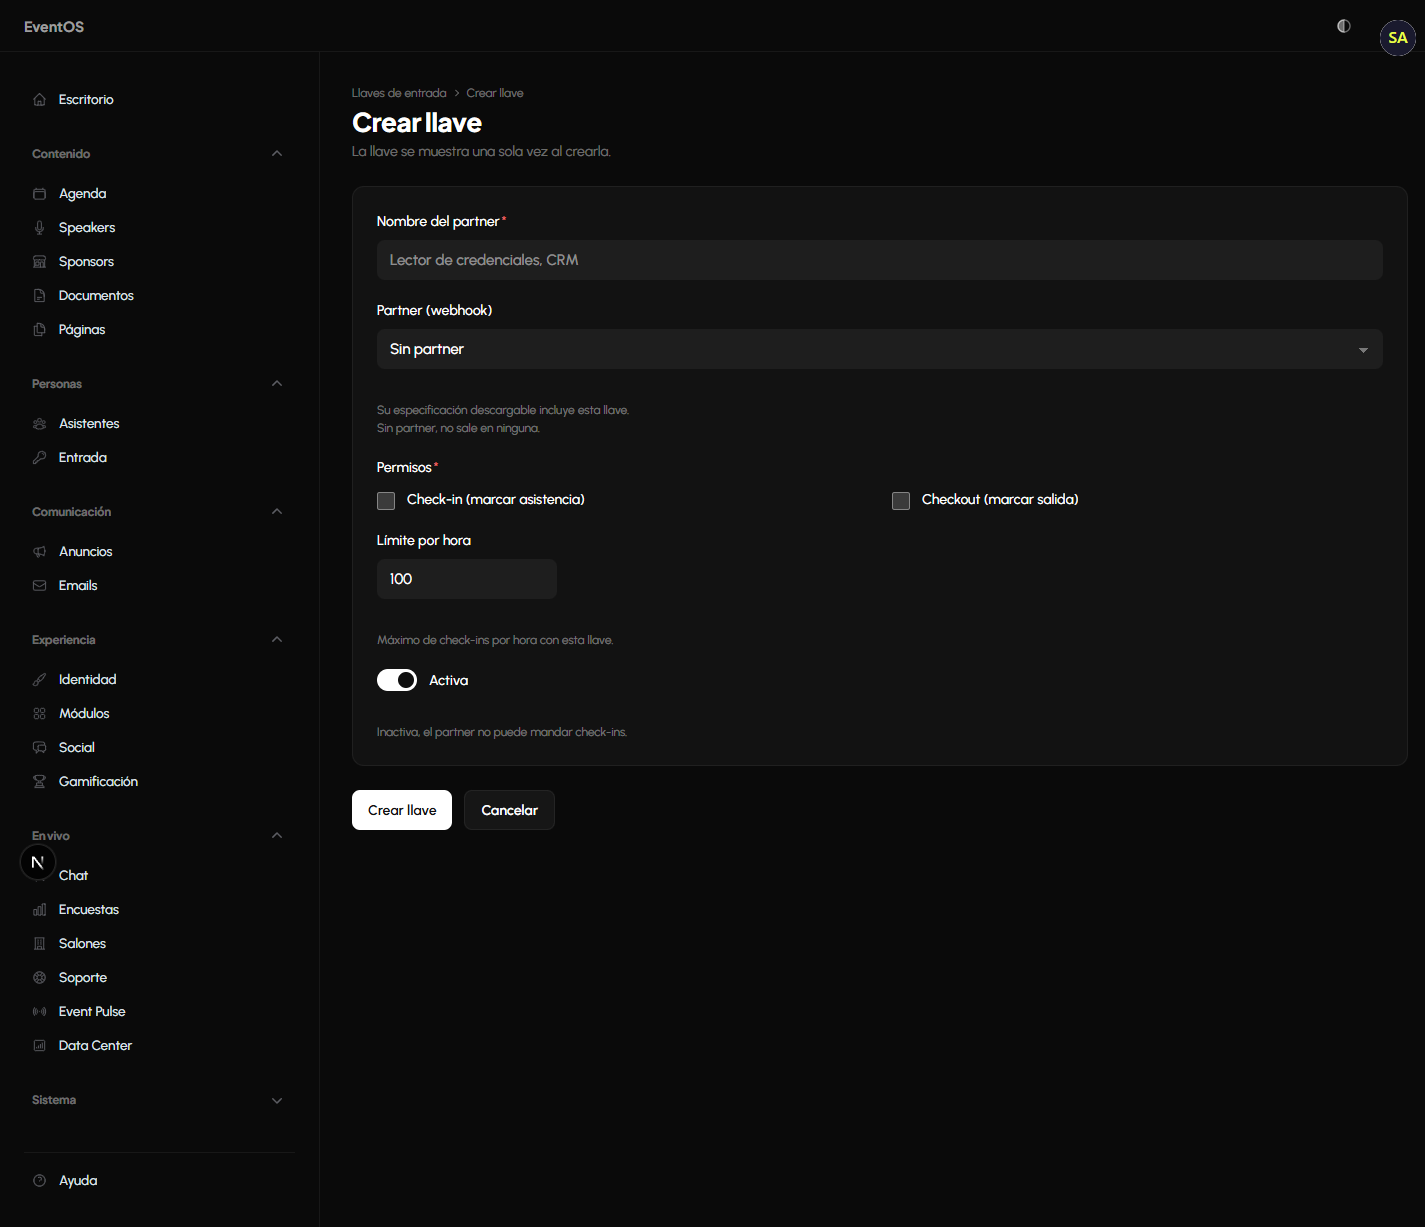 EventOS
SA
Escritorio
Contenido
Agenda
Speakers
Sponsors
Documentos
Páginas
Personas
Asistentes
Entrada
Comunicación
Anuncios
Emails
Experiencia
Identidad
Módulos
Social
Gamificación
En vivo
N
Chat
Encuestas
Salones
Soporte
Event Pulse
Data Center
Sistema
Ayuda
Llaves de entrada > Crear llave
Crear llave
La llave se muestra una sola vez al crearla.
Nombre del partner*
Lector de credenciales, CRM
Partner (webhook)
Sin partner
Su especificación descargable incluye esta llave.
Sin partner, no sale en ninguna.
Permisos*
Check-in (marcar asistencia)
Checkout (marcar salida)
Límite por hora
100
Máximo de check-ins por hora con esta llave.
Activa
Inactiva, el partner no puede mandar check-ins.
Crear llave
Cancelar